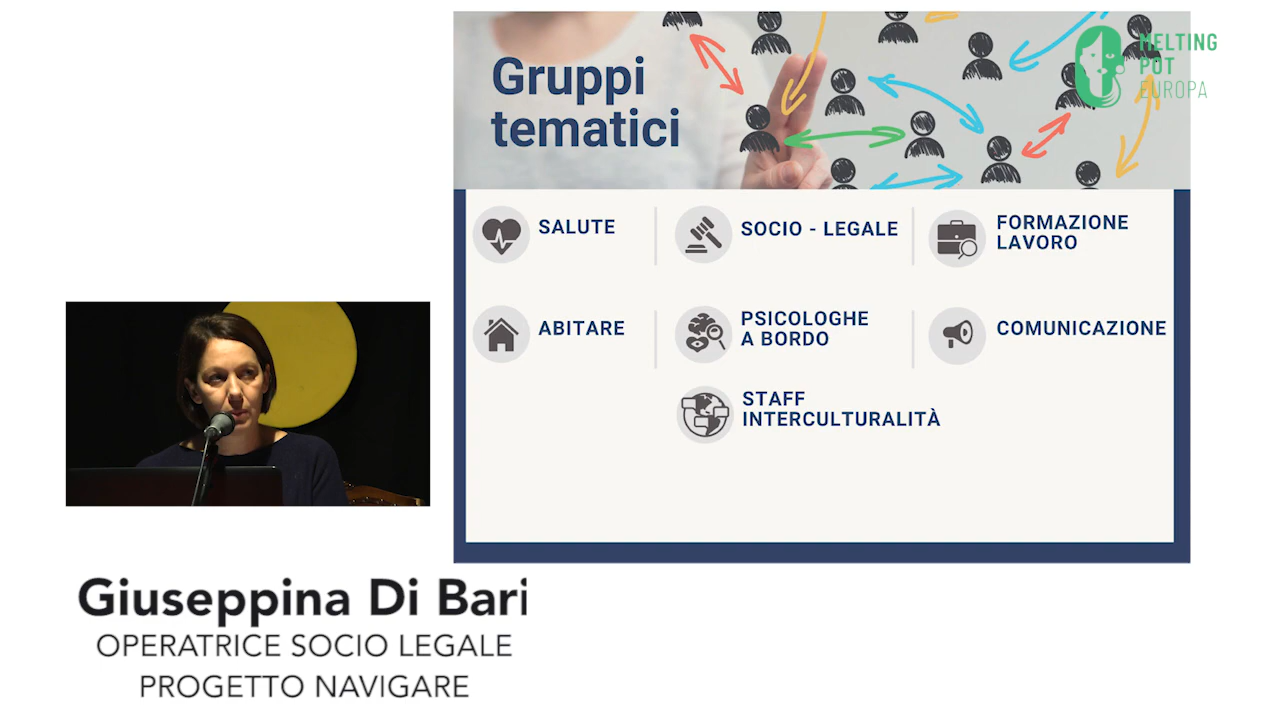 Gruppi
tematici
MELTING
POT
EUROPA
SALUTE
SOCIO - LEGALE
FORMAZIONE
LAVORO
ABITARE
PSICOLOGHE
A BORDO
COMUNICAZIONE
STAFF
INTERCULTURALITÀ
Giuseppina Di Bari
OPERATRICE SOCIO LEGALE
PROGETTO NAVIGARE